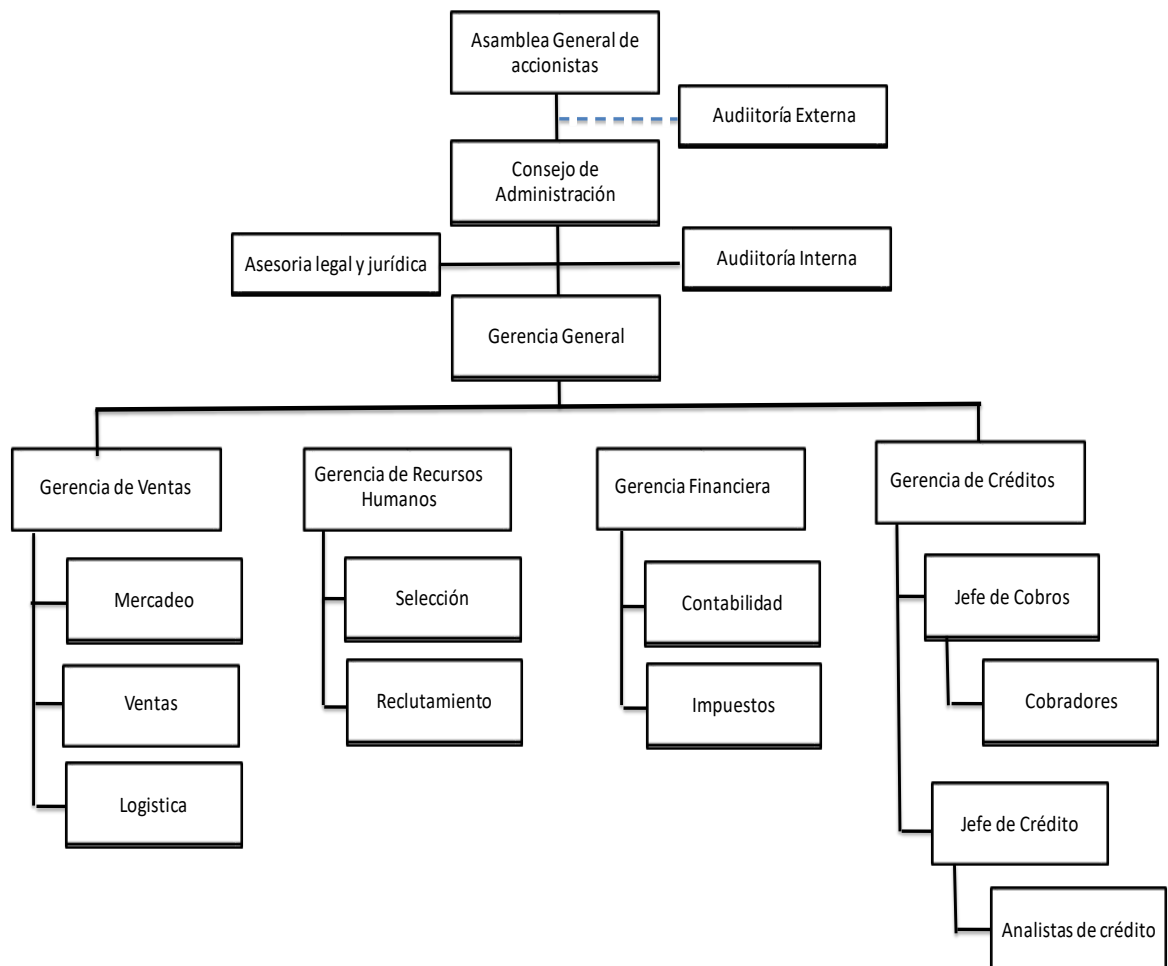 Asamblea General de
accionistas
Audiitoría Externa
Consejo de
Administración
Asesoria legal y jurídica
Audiitoría Interna
Gerencia General
Gerencia de Ventas
Gerencia de Recursos
Humanos
Gerencia Financiera
Gerencia de Créditos
Mercadeo
Selección
Contabilidad
Jefe de Cobros
Ventas
Reclutamiento
Impuestos
Cobradores
Logistica
Jefe de Crédito
Analistas de crédito